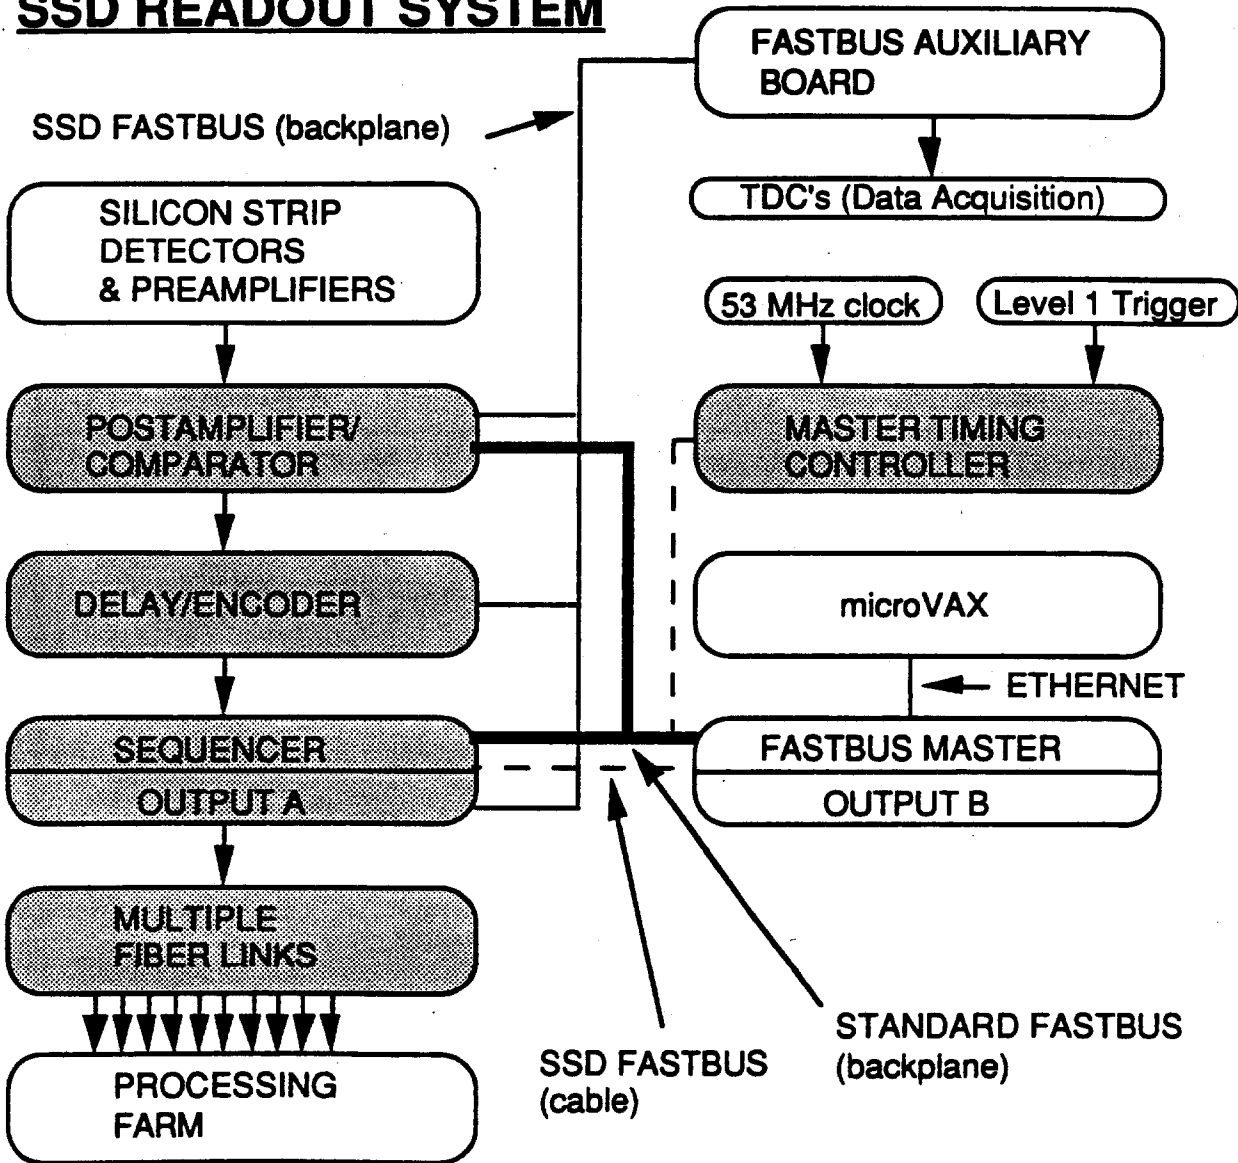 SSD READOUT SYSTEM
FASTBUS AUXILIARY
BOARD
SSD FASTBUS (backplane)
TDC's (Data Acquisition)
SILICON STRIP
DETECTORS
& PREAMPLIFIERS
53 MHz clock
Level 1 Trigger
POSTAMPLIFIER/
COMPARATOR
MASTER TIMING
CONTROLLER
DELAY/ENCODER
microVAX
ETHERNET
SEQUENCER
OUTPUT A
FASTBUS MASTER
OUTPUT B
MULTIPLE
FIBER LINKS
SSD FASTBUS
(cable)
STANDARD FASTBUS
(backplane)
PROCESSING
FARM